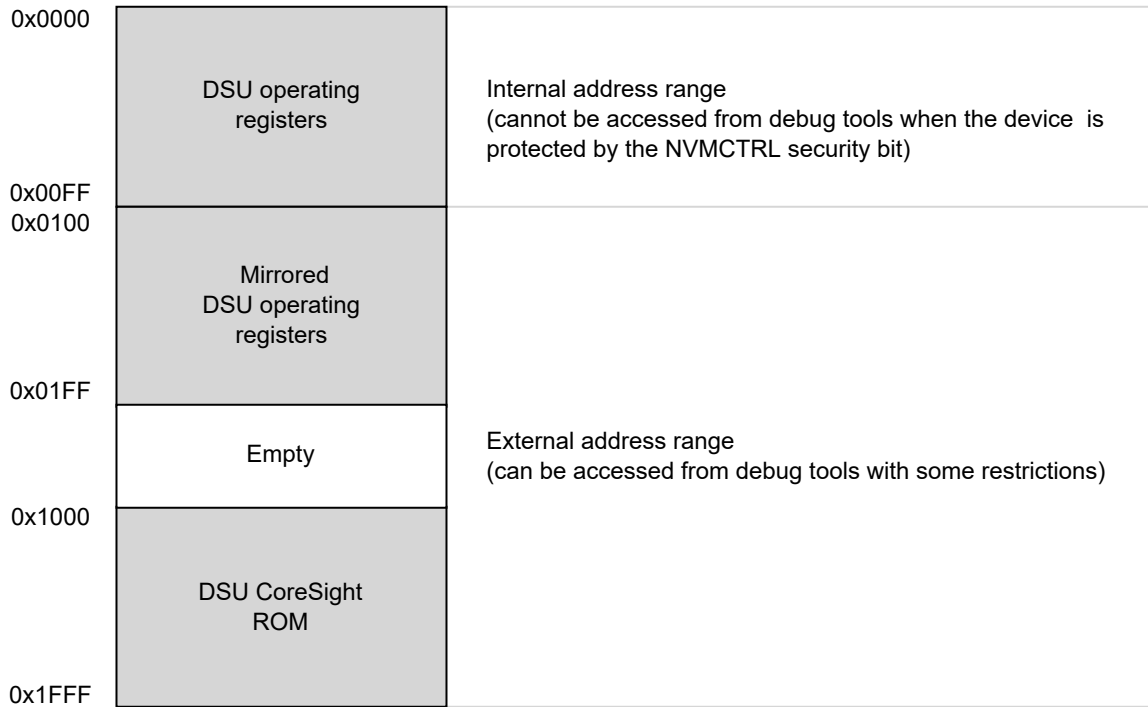 0x0000
DSU operating
registers
Internal address range
(cannot be accessed from debug tools when the device is
protected by the NVMCTRL security bit)
0x00FF
0x0100
Mirrored
DSU operating
registers
0x01FF
Empty
External address range
(can be accessed from debug tools with some restrictions)
0x1000
DSU CoreSight
ROM
0x1FFF